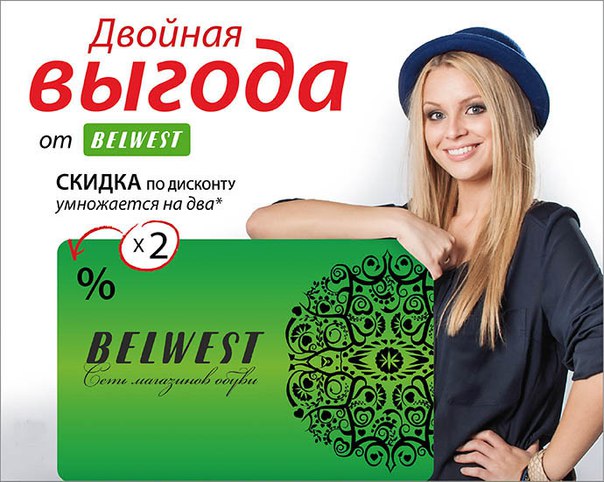 Двойная
выгода
от BELWEST
СКИДКА ПО ДИСКОНТУ
умножается на два*
x 2
%
BELWEST
Сеть магазинов обуви